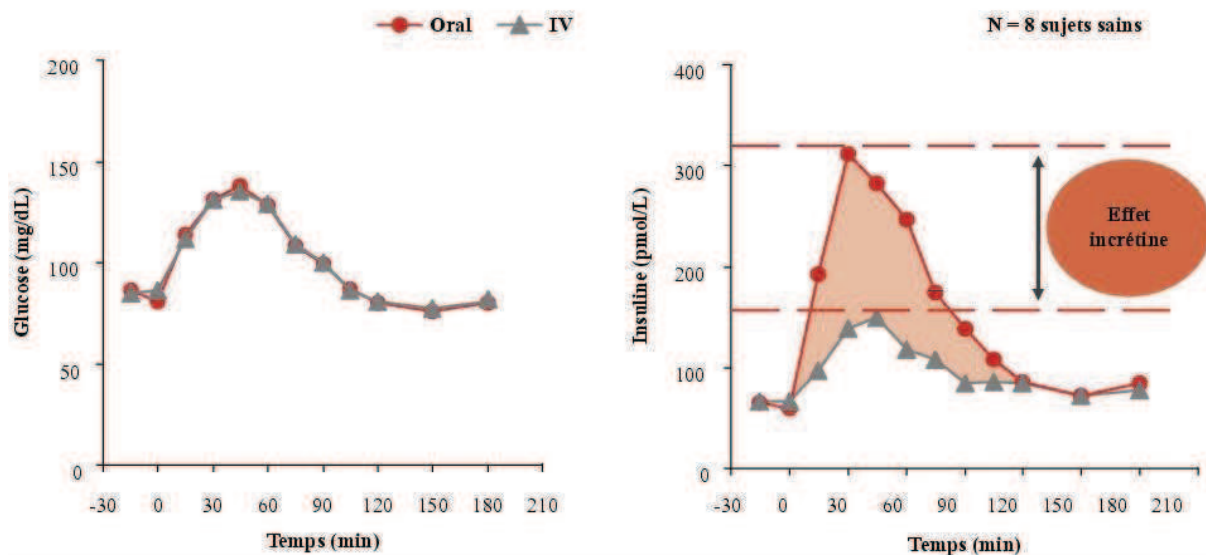 Oral IV
N = 8 sujets sains
200
150
100
50
0
Glucose (mg/dL)
-30 0 30 60 90 120 150 180 210
Temps (min)
400
300
200
100
0
Insuline (pmol/L)
Effet
incrétine
-30 0 30 60 90 120 150 180 210
Temps (min)